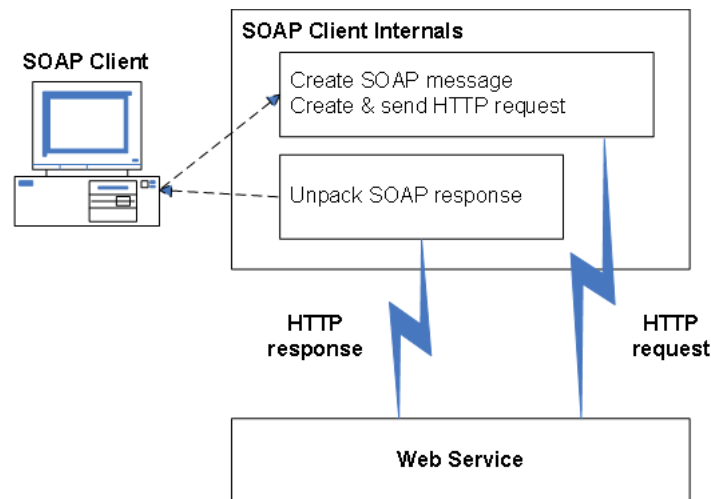 SOAP Client Internals
SOAP Client
Create SOAP message
Create & send HTTP request
Unpack SOAP response
HTTP
response
HTTP
request
Web Service